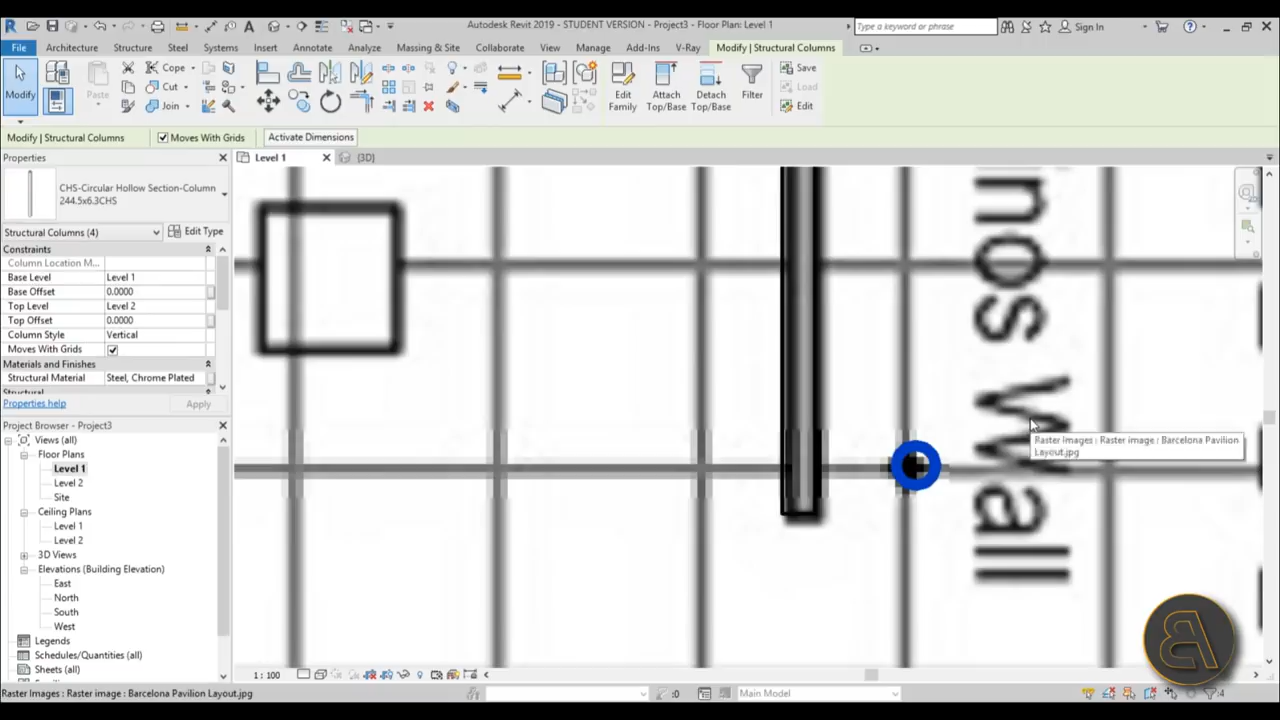 Autodesk Revit 2019 - STUDENT VERSION - Project3 - Floor Plan: Level 1
Type a keyword or phrase
Sign In
File Architecture Structure Steel Systems Insert Annotate Analyze Massing & Site Collaborate View Manage Add-Ins V-Ray Modify | Structural Columns
Modify
Paste
Cope
Cut
Join
Edit Family
Attach Top/Base
Detach Top/Base
Filter
Save
Load
Edit
Modify | Structural Columns
Moves With Grids
Activate Dimensions
Properties
Level 1
(3D)
CHS-Circular Hollow Section-Column
244.5x6.3CHS
Structural Columns (4)
Edit Type
Constraints
Column Location M...
Base Level Level 1
Base Offset 0.0000
Top Level Level 2
Top Offset 0.0000
Column Style Vertical
Moves With Grids
Materials and Finishes
Structural Material Steel, Chrome Plated
Structural
Properties help
Apply
Project Browser - Project3
Views (all)
Floor Plans
Level 1
Level 2
Site
Ceiling Plans
Level 1
Level 2
3D Views
Elevations (Building Elevation)
East
North
South
West
Legends
Schedules/Quantities (all)
Sheets (all)
nos Wall
Raster Images : Raster image : Barcelona Pavilion
Layout.jpg
1 : 100
Raster Images : Raster image : Barcelona Pavilion Layout.jpg
:0
Main Model
:4